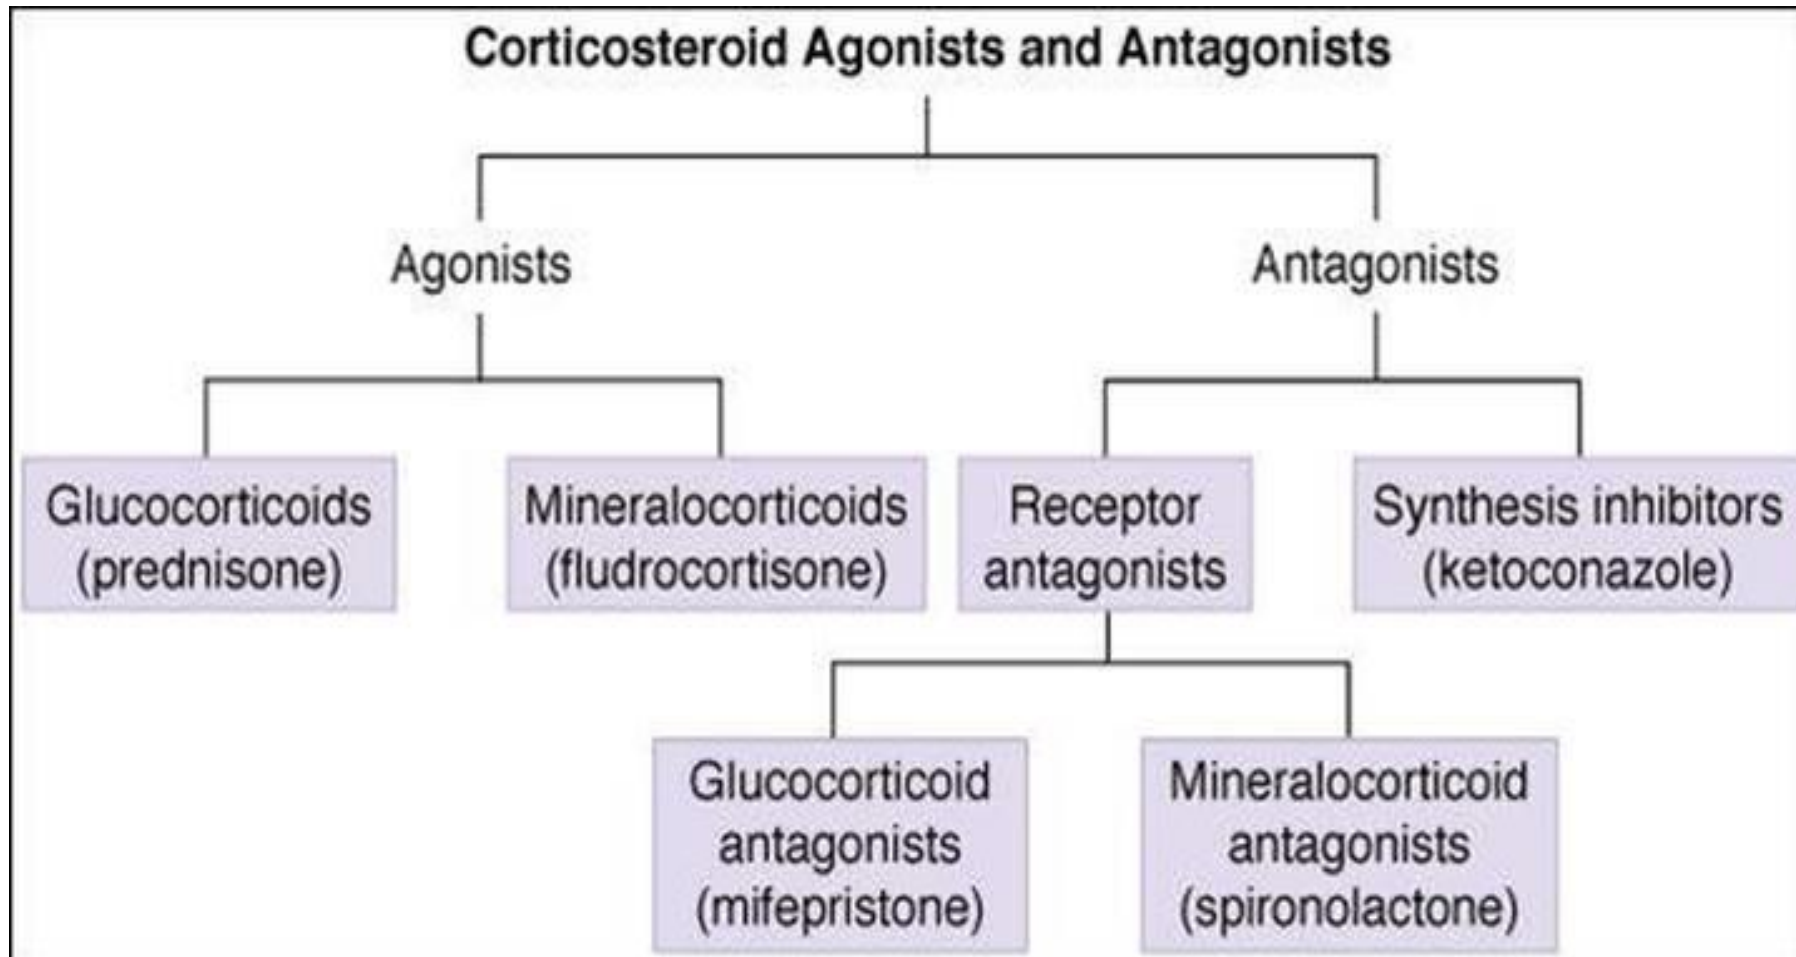 Corticosteroid Agonists and Antagonists
Agonists
Antagonists
Glucocorticoids
(prednisone)
Mineralocorticoids
(fludrocortisone)
Receptor
antagonists
Synthesis inhibitors
(ketoconazole)
Glucocorticoid
antagonists
(mifepristone)
Mineralocorticoid
antagonists
(spironolactone)